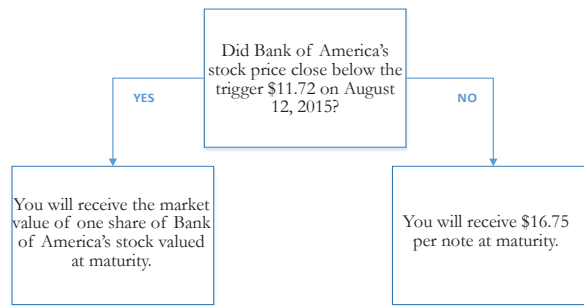 Did Bank of America's
stock price close below the
trigger $11.72 on August
12, 2015?
YES
NO
You will receive the market
value of one share of Bank
of America's stock valued
at maturity.
You will receive $16.75
per note at maturity.